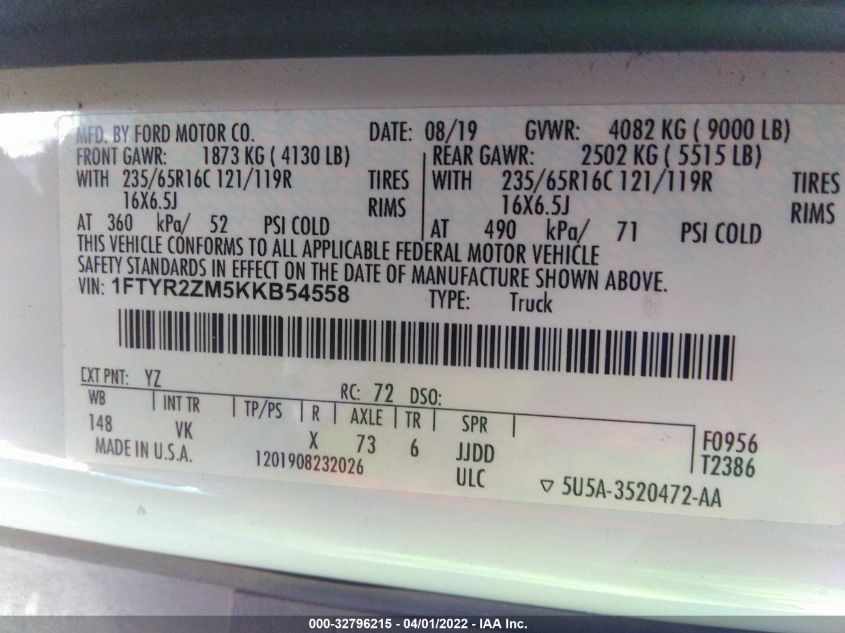 MFD. BY FORD MOTOR CO. DATE: 08/19 GVWR: 4082 KG ( 9000 LB)
FRONT GAWR: 1873 KG ( 4130 LB) REAR GAWR: 2502 KG ( 5515 LB)
WITH 235/65R16C 121/119R TIRES WITH 235/65R16C 121/119R TIRES
16X6.5J RIMS 16X6.5J RIMS
AT 360 kPa/ 52 PSI COLD AT 490 kPa/ 71 PSI COLD
THIS VEHICLE CONFORMS TO ALL APPLICABLE FEDERAL MOTOR VEHICLE
SAFETY STANDARDS IN EFFECT ON THE DATE OF MANUFACTURE SHOWN ABOVE.
VIN: 1FTYR2ZM5KKB54558 TYPE: Truck
EXT PNT: YZ RC: 72 DSO:
WB INT TR TP/PS R AXLE TR SPR
148 VK X 73 6 JJDD F0956
MADE IN U.S.A. 1201908232026 ULC T2386
▽ 5U5A-3520472-AA
000-32796215 - 04/01/2022 - IAA Inc.